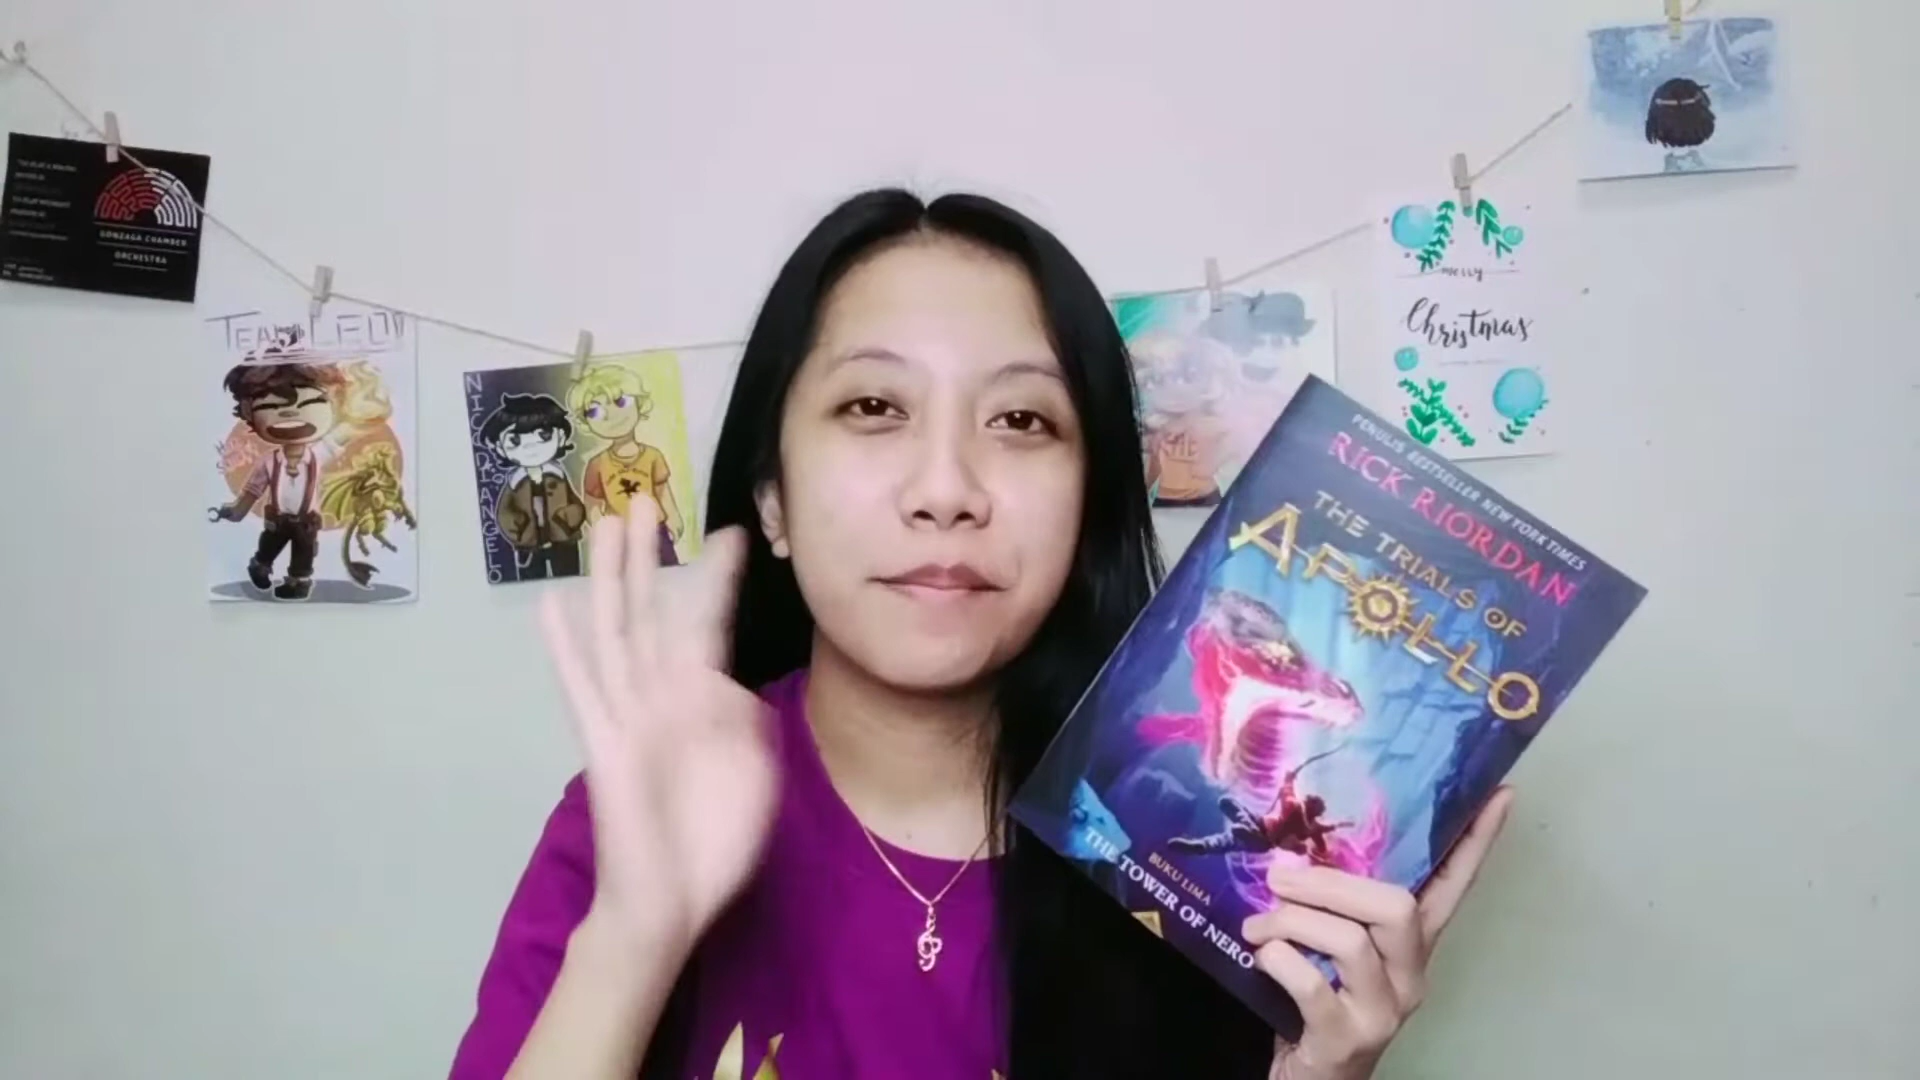 GONZAGA CHAMBER
ORCHESTRA
TEAM LEO!!
NICO DI ANGELO
merry
Christmas
PENULIS BESTSELLER NEW YORK TIMES
RICK RIORDAN
THE TRIALS OF
APOLLO
BUKU LIMA
THE TOWER OF NERO